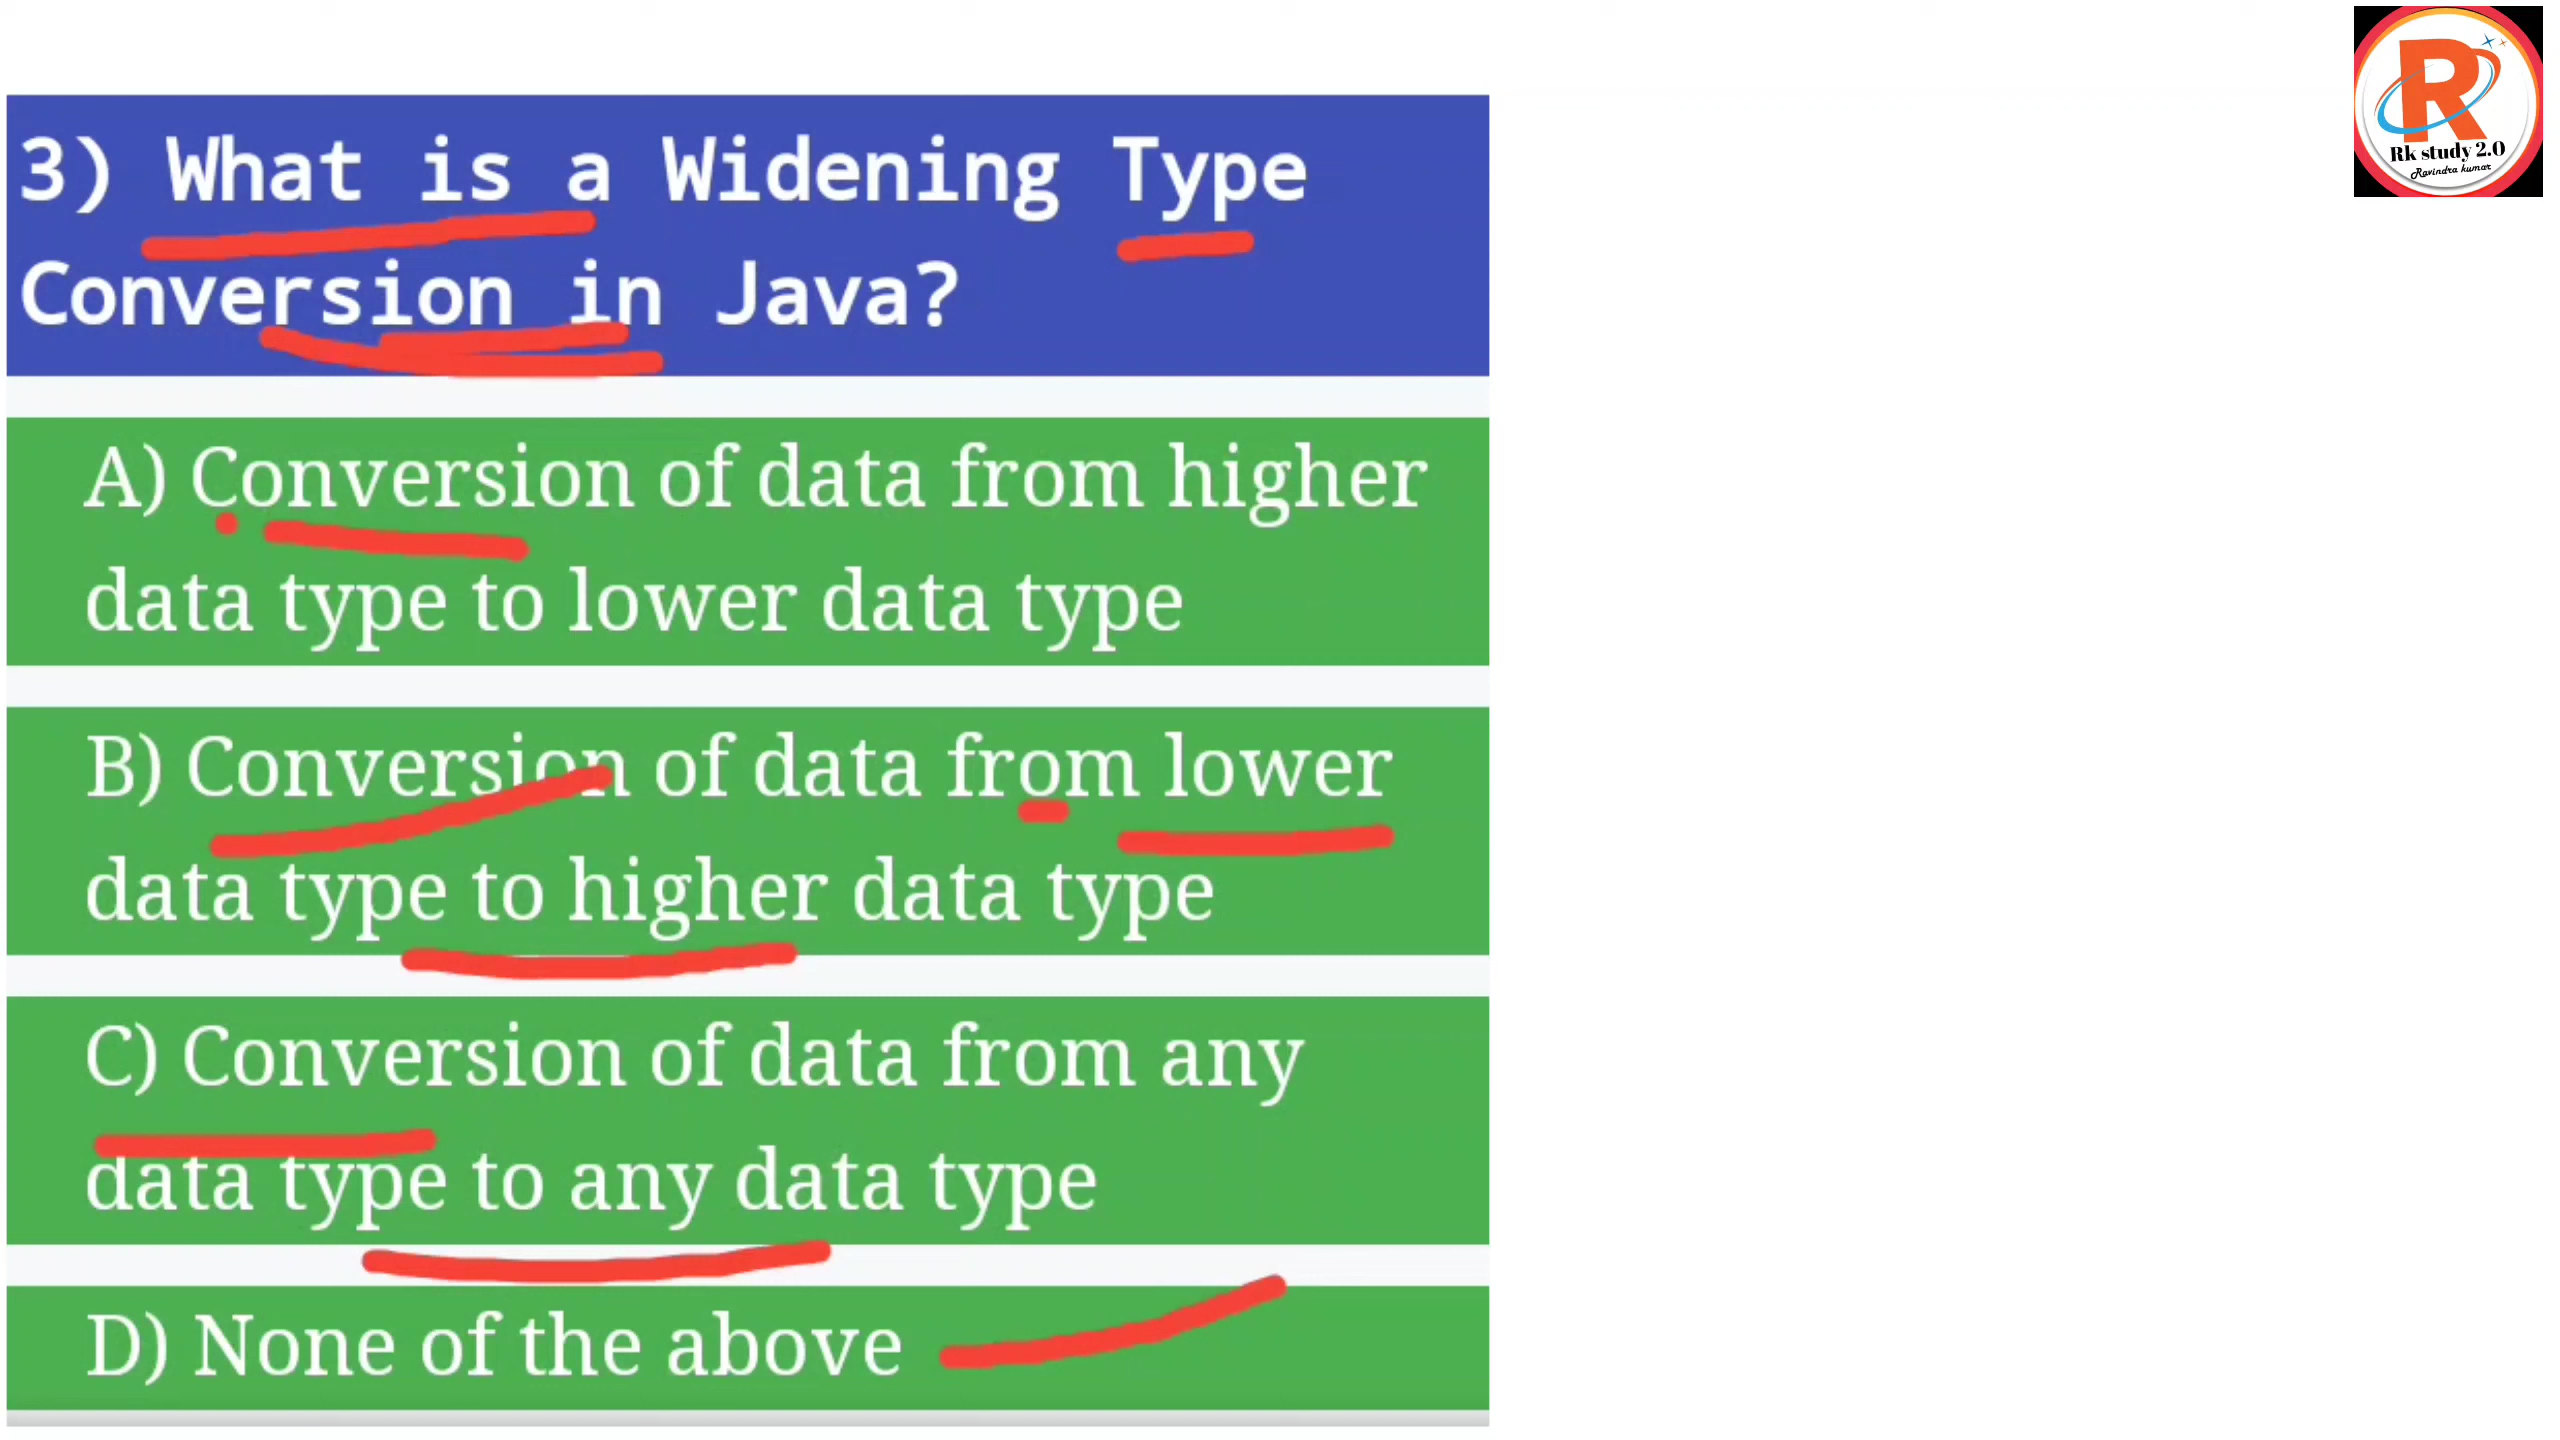 3) What is a Widening Type
Conversion in Java?
A) Conversion of data from higher
data type to lower data type
B) Conversion of data from lower
data type to higher data type
C) Conversion of data from any
data type to any data type
D) None of the above
R
Rk study 2.0
Ravindra kumar